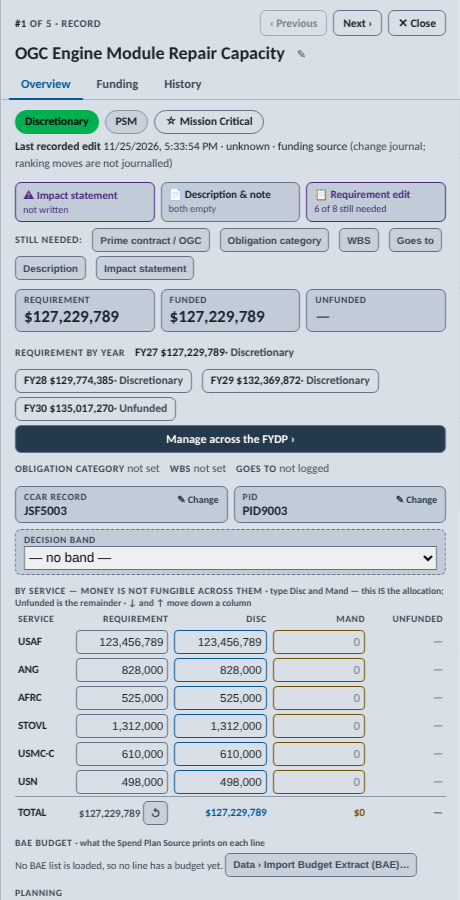 #1 OF 5 · RECORD
‹ Previous
Next ›
✕ Close
OGC Engine Module Repair Capacity ✎
Overview
Funding
History
Discretionary
PSM
☆ Mission Critical
Last recorded edit 11/25/2026, 5:33:54 PM · unknown · funding source (change journal;
ranking moves are not journalled)
⚠ Impact statement
not written
📄 Description & note
both empty
📋 Requirement edit
6 of 8 still needed
STILL NEEDED:
Prime contract / OGC
Obligation category
WBS
Goes to
Description
Impact statement
REQUIREMENT
$127,229,789
FUNDED
$127,229,789
UNFUNDED
—
REQUIREMENT BY YEAR FY27 $127,229,789· Discretionary
FY28 $129,774,385· Discretionary
FY29 $132,369,872· Discretionary
FY30 $135,017,270· Unfunded
Manage across the FYDP ›
OBLIGATION CATEGORY not set WBS not set GOES TO not logged
CCAR RECORD
✎ Change
JSF5003
PID
✎ Change
PID9003
DECISION BAND
— no band —
BY SERVICE — MONEY IS NOT FUNGIBLE ACROSS THEM · type Disc and Mand — this IS the allocation;
Unfunded is the remainder · ↓ and ↑ move down a column
SERVICE REQUIREMENT DISC MAND UNFUNDED
USAF 123,456,789 123,456,789 0 —
ANG 828,000 828,000 0 —
AFRC 525,000 525,000 0 —
STOVL 1,312,000 1,312,000 0 —
USMC-C 610,000 610,000 0 —
USN 498,000 498,000 0 —
TOTAL $127,229,789 ↺ $127,229,789 $0 —
BAE BUDGET · what the Spend Plan Source prints on each line
No BAE list is loaded, so no line has a budget yet. Data › Import Budget Extract (BAE)…
PLANNING